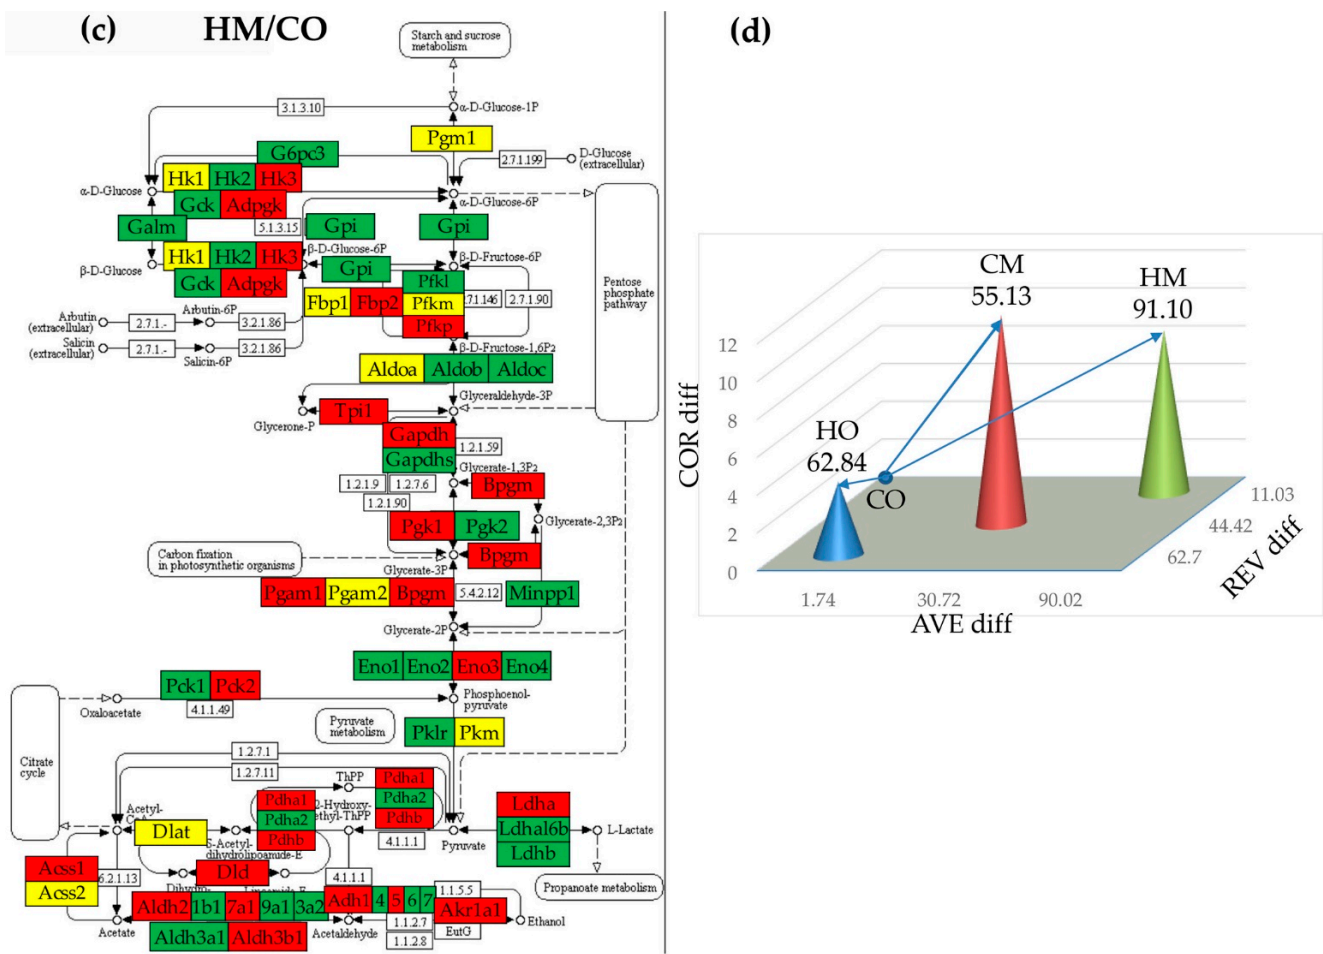 (c)
HM/CO
Starch and sucrose
metabolism
3.1.3.10
α-D-Glucose-1P
Pgm1
G6pc3
2.7.1.199
D-Glucose
(extracellular)
Hk1 Hk2 Hk3
α-D-Glucose
Gck Adpgk
α-D-Glucose-6P
Galm
5.1.3.15
Gpi
Gpi
Hk1 Hk2 Hk3
β-D-Glucose-6P
β-D-Glucose
Gck Adpgk
Gpi
β-D-Fructose-6P
Pfkl
Fbp1 Fbp2 Pfkm
2.7.1.90
Pfkp
Pentose
phosphate
pathway
Arbutin
(extracellular)
2.7.1.-
Arbutin-6P
3.2.1.86
Salicin
(extracellular)
2.7.1.-
Salicin-6P
3.2.1.86
β-D-Fructose-1,6P2
Aldoa Aldob Aldoc
Glyceraldehyde-3P
Tpi1
Glycerone-P
Gapdh
Gapdhs
1.2.1.59
Glycerate-1,3P2
1.2.1.9
1.2.7.6
1.2.1.90
Bpgm
Glycerate-2,3P2
Pgk1 Pgk2
Bpgm
Carbon fixation
in photosynthetic organisms
Glycerate-3P
Pgam1 Pgam2 Bpgm
5.4.2.12
Minpp1
Glycerate-2P
Eno1 Eno2 Eno3 Eno4
Pck1 Pck2
4.1.1.49
Oxaloacetate
Phosphoenol-
pyruvate
Pyruvate
metabolism
Pklr Pkm
Citrate
cycle
1.2.7.1
1.2.7.11
ThPP
Pdha1
Pdha2
Pdhb
Pdha1
Pdha2
Pdhb
2-Hydroxy-
ethyl-ThPP
Acetyl-
Dlat
S-Acetyl-
dihydrolipoamide-E
4.1.1.1
Pyruvate
Ldha
Ldhal6b
Ldhb
L-Lactate
Acss1
Acss2
6.2.1.13
Dld
4.1.1.1
Propanoate metabolism
Aldh2 1b1 7a1 9a1 3a2
Adh1 4 5 6 7
1.1.5.5
Akr1a1
Ethanol
Acetate
Aldh3a1 Aldh3b1
Acetaldehyde
1.1.2.7
1.1.2.8
EutG
(d)
CM
55.13
HM
91.10
HO
62.84
CO
COR diff
12
10
8
6
4
2
0
1.74
30.72
90.02
AVE diff
62.7
44.42
11.03
REV diff